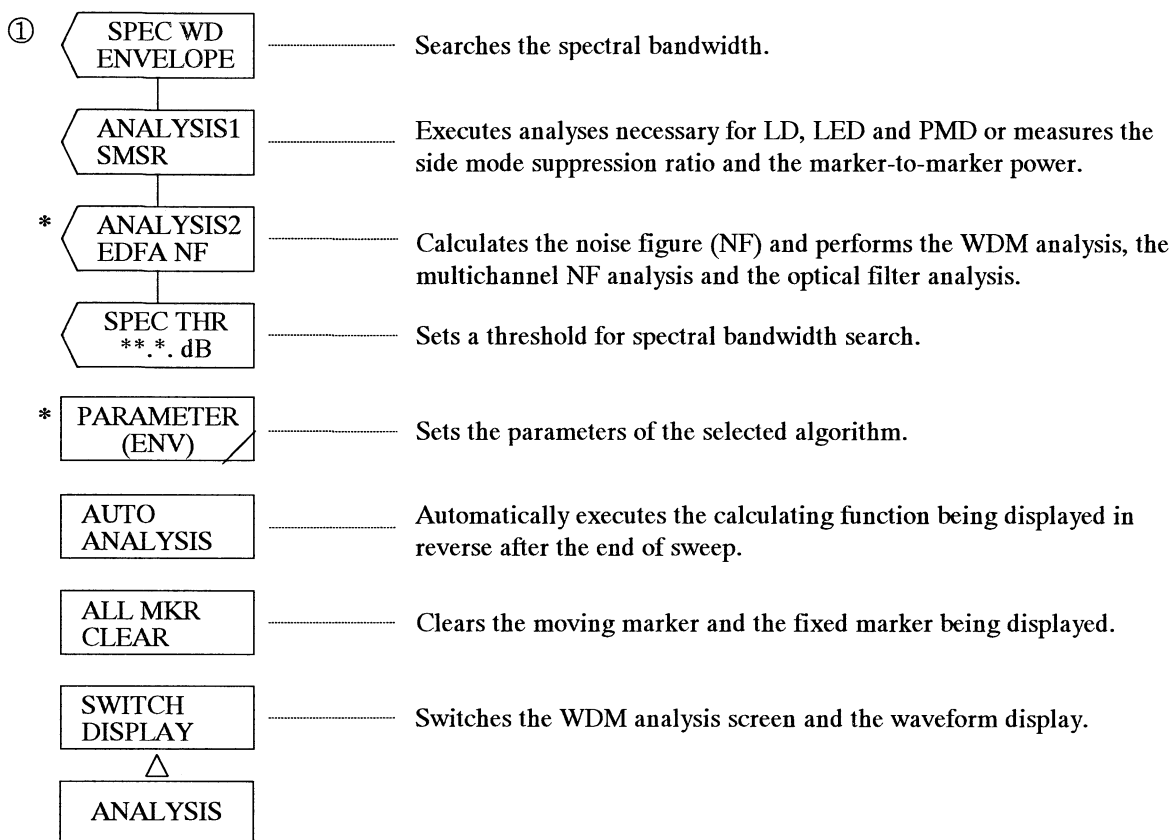 ①
SPEC WD
ENVELOPE
Searches the spectral bandwidth.
ANALYSIS1
SMSR
Executes analyses necessary for LD, LED and PMD or measures the
side mode suppression ratio and the marker-to-marker power.
*
ANALYSIS2
EDFA NF
Calculates the noise figure (NF) and performs the WDM analysis, the
multichannel NF analysis and the optical filter analysis.
SPEC THR
**.*. dB
Sets a threshold for spectral bandwidth search.
*
PARAMETER
(ENV)
Sets the parameters of the selected algorithm.
AUTO
ANALYSIS
Automatically executes the calculating function being displayed in
reverse after the end of sweep.
ALL MKR
CLEAR
Clears the moving marker and the fixed marker being displayed.
SWITCH
DISPLAY
Switches the WDM analysis screen and the waveform display.
ANALYSIS